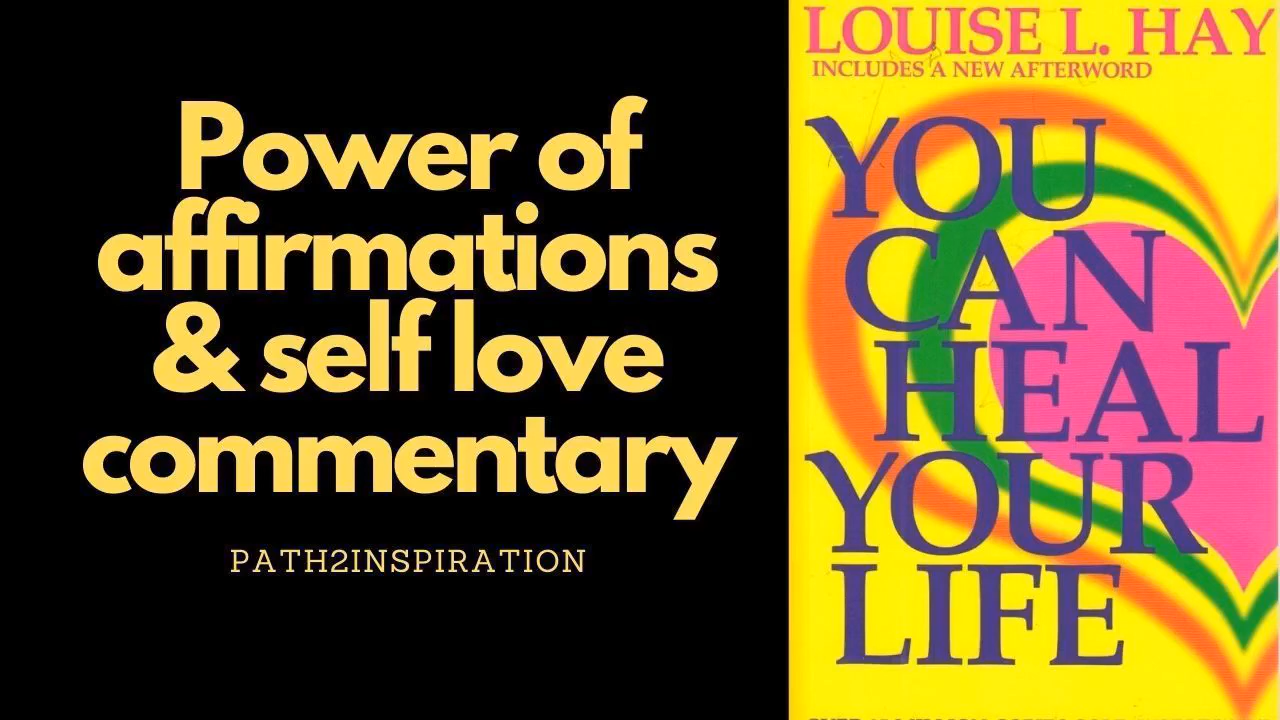 Power of
affirmations
& self love
commentary
PATH2INSPIRATION
LOUISE L. HAY
INCLUDES A NEW AFTERWORD
YOU
CAN
HEAL
YOUR
LIFE